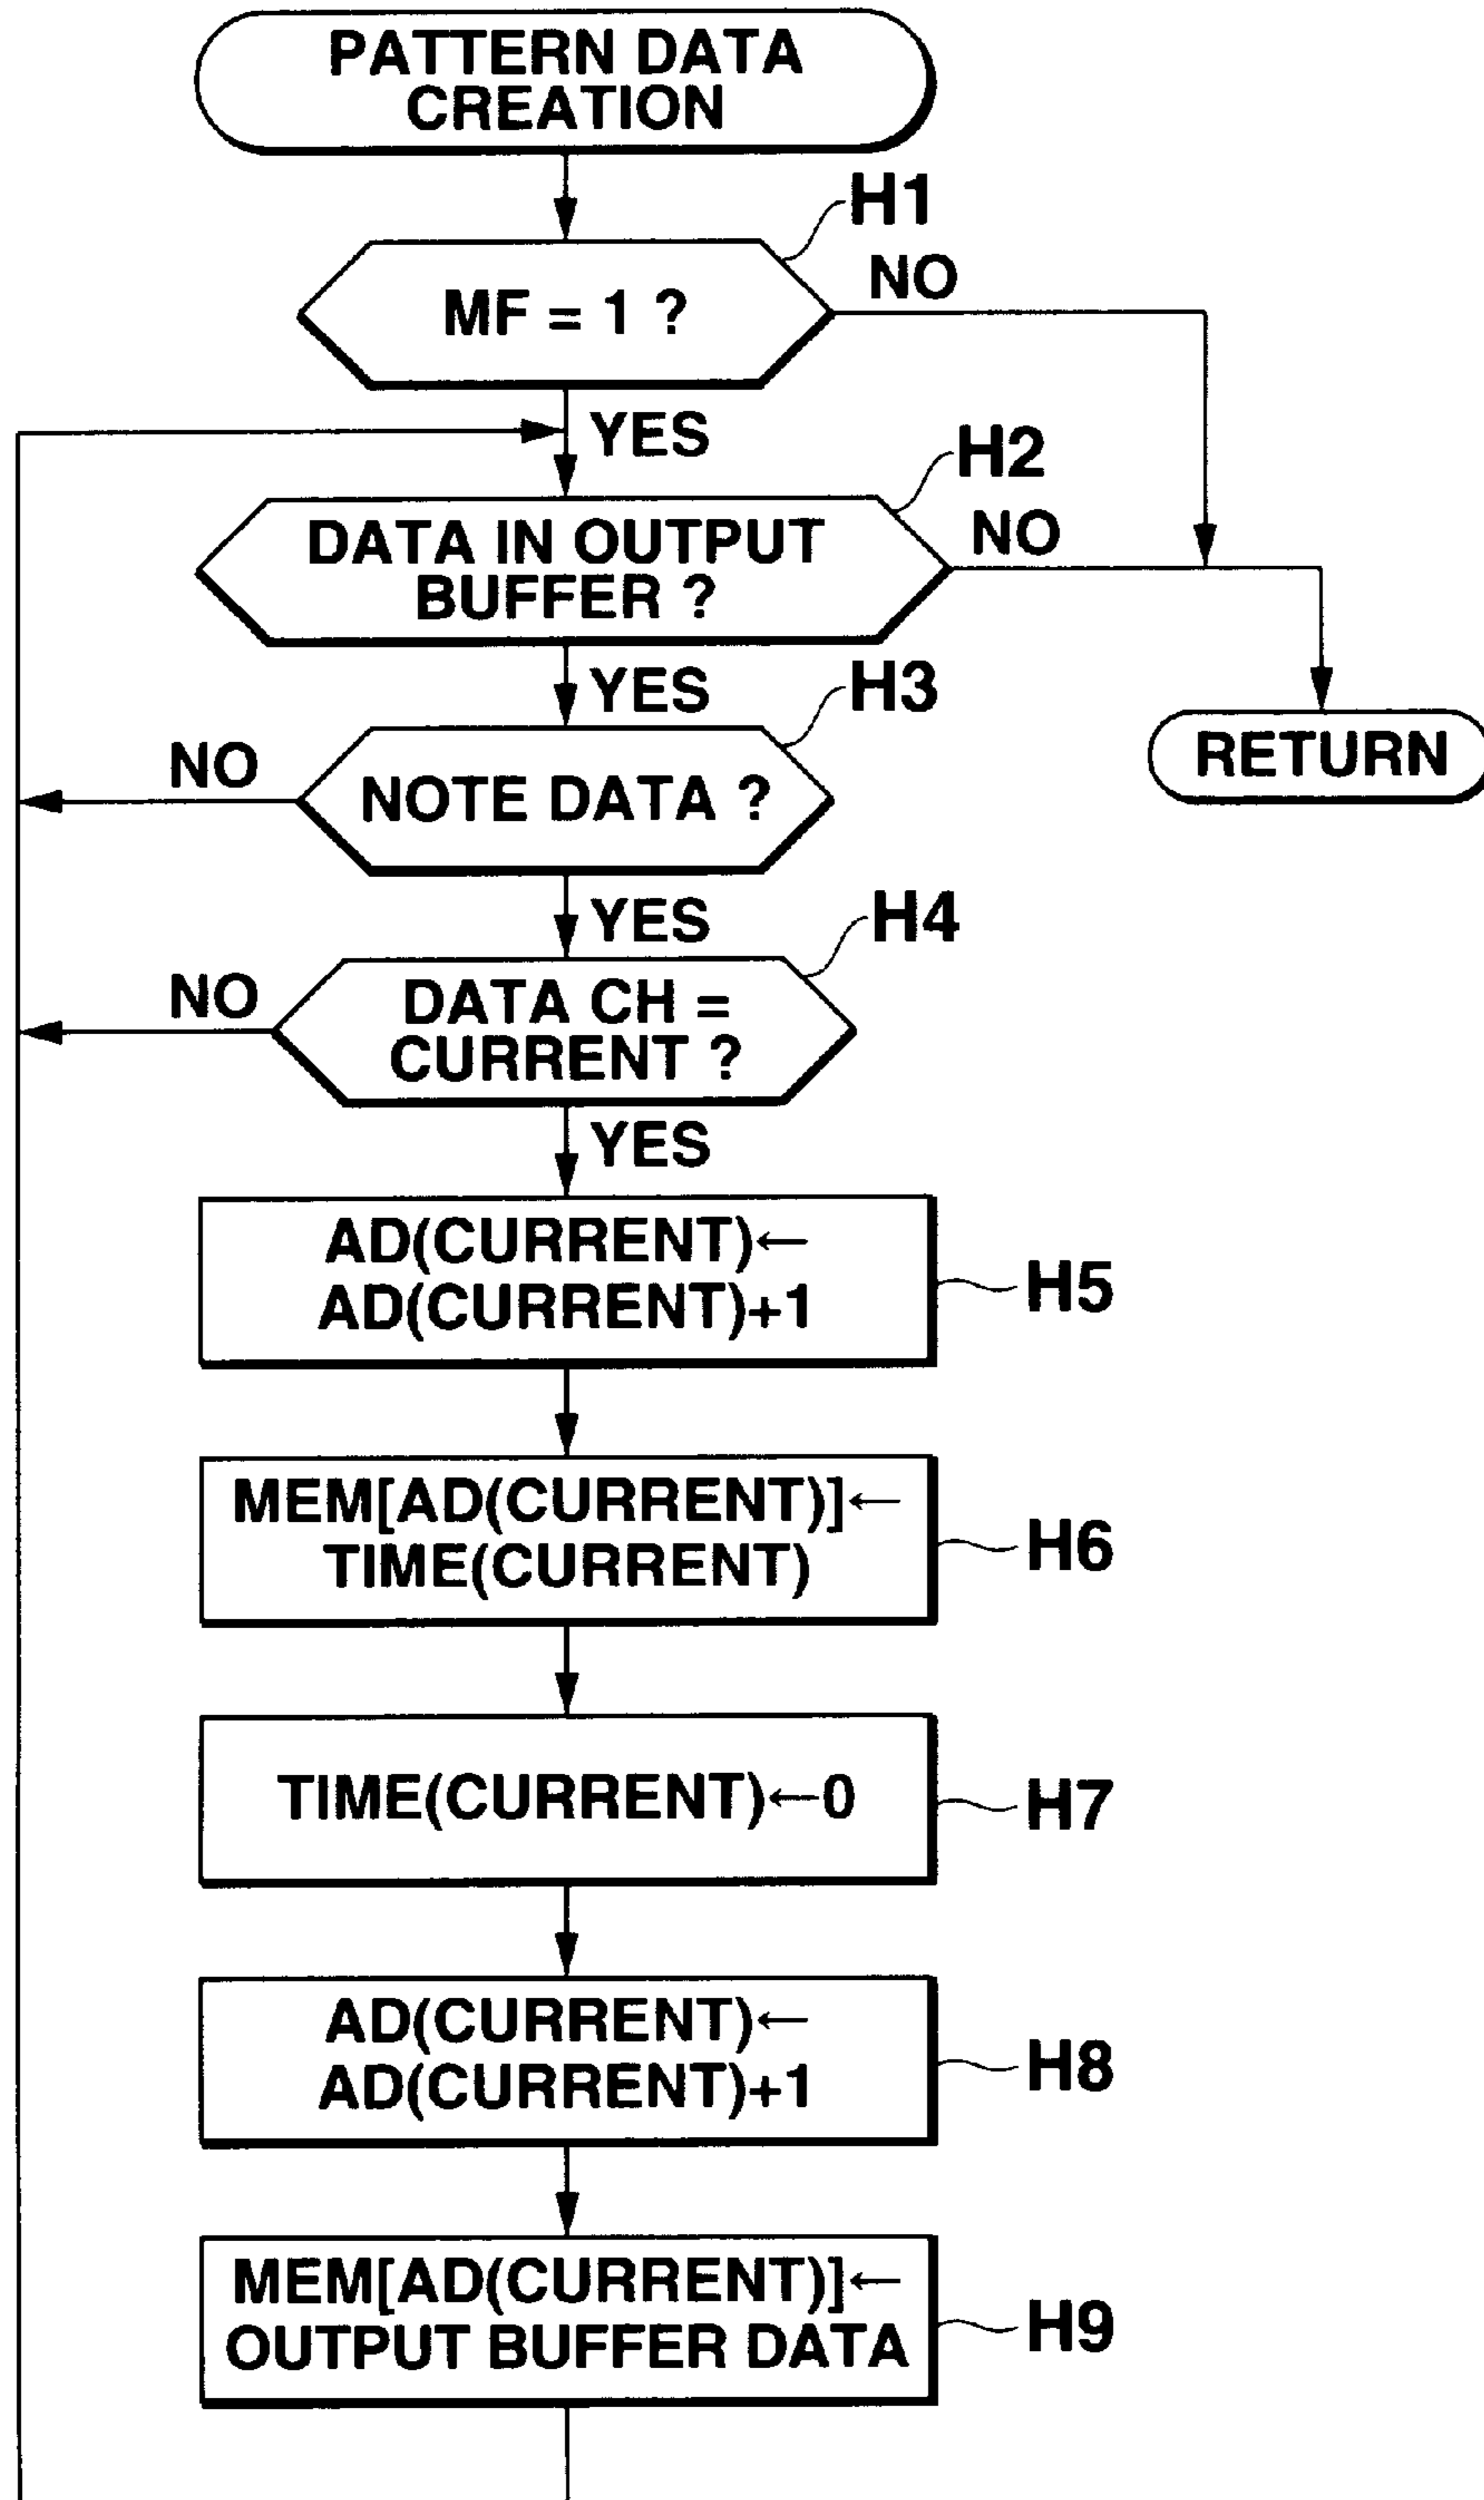 PATTERN DATA
CREATION
H1
MF = 1 ?
NO
YES
H2
DATA IN OUTPUT
BUFFER ?
NO
YES
H3
RETURN
NOTE DATA ?
NO
YES
H4
DATA CH =
CURRENT ?
NO
YES
AD(CURRENT)←
AD(CURRENT)+1
H5
MEM[AD(CURRENT)]←
TIME(CURRENT)
H6
TIME(CURRENT)←0
H7
AD(CURRENT)←
AD(CURRENT)+1
H8
MEM[AD(CURRENT)]←
OUTPUT BUFFER DATA
H9